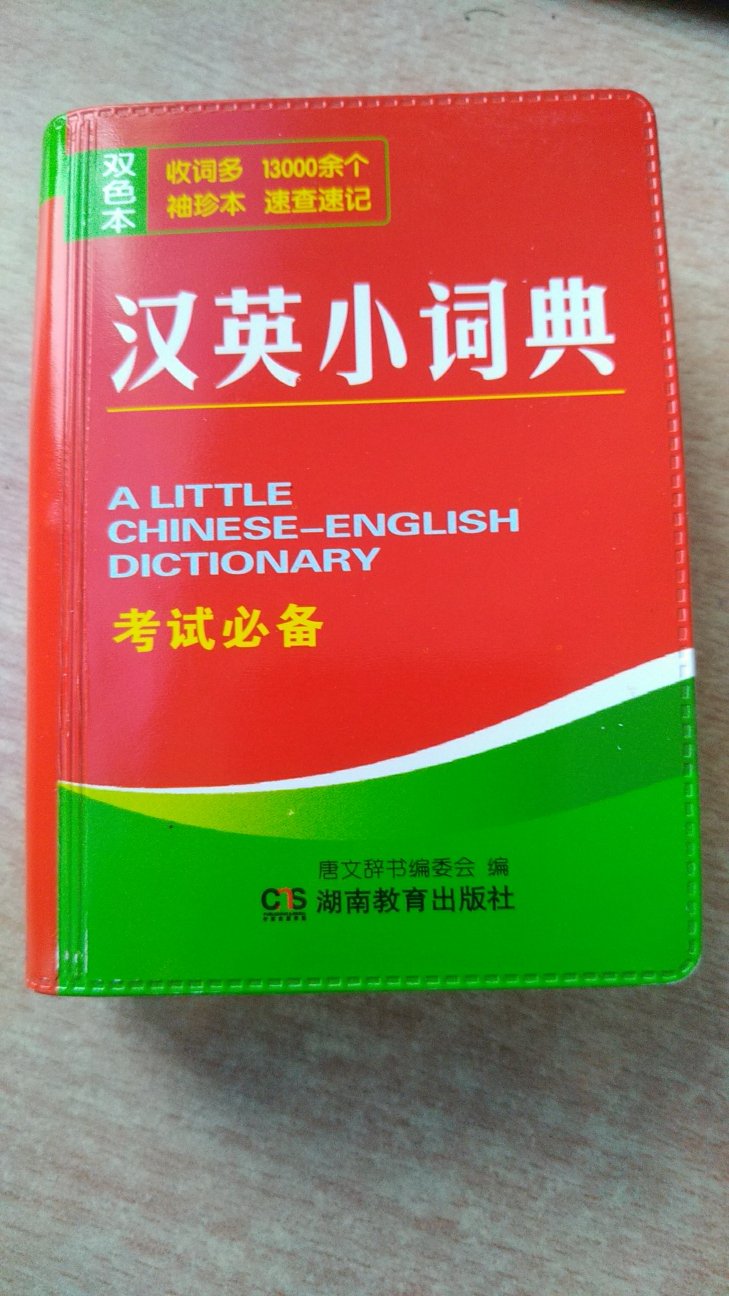 双色本
收词多 13000余个
袖珍本 速查速记
汉英小词典
A LITTLE
CHINESE-ENGLISH
DICTIONARY
考试必备
唐文辞书编委会 编
湖南教育出版社